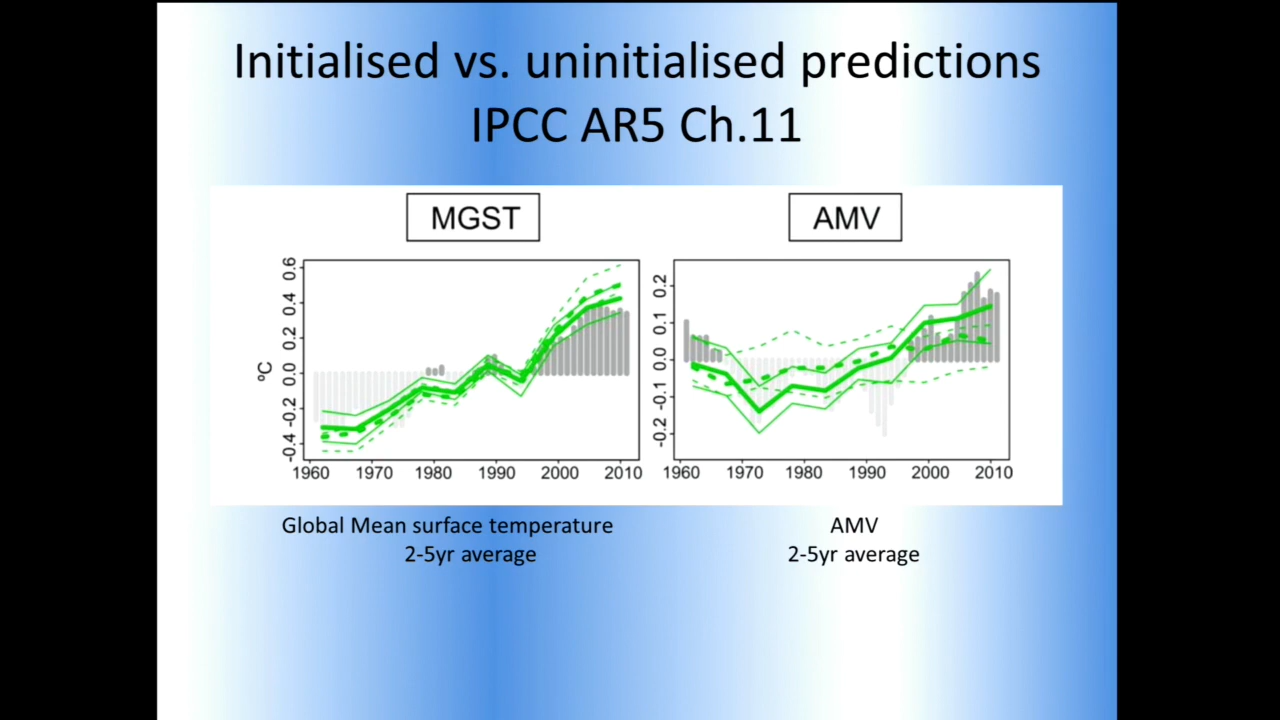 Initialised vs. uninitialised predictions
IPCC AR5 Ch.11
MGST
AMV
ºC
0.6
0.4
0.2
0.0
-0.2
-0.4
1960 1970 1980 1990 2000 2010
0.2
0.1
0.0
-0.1
-0.2
1960 1970 1980 1990 2000 2010
Global Mean surface temperature
2-5yr average
AMV
2-5yr average